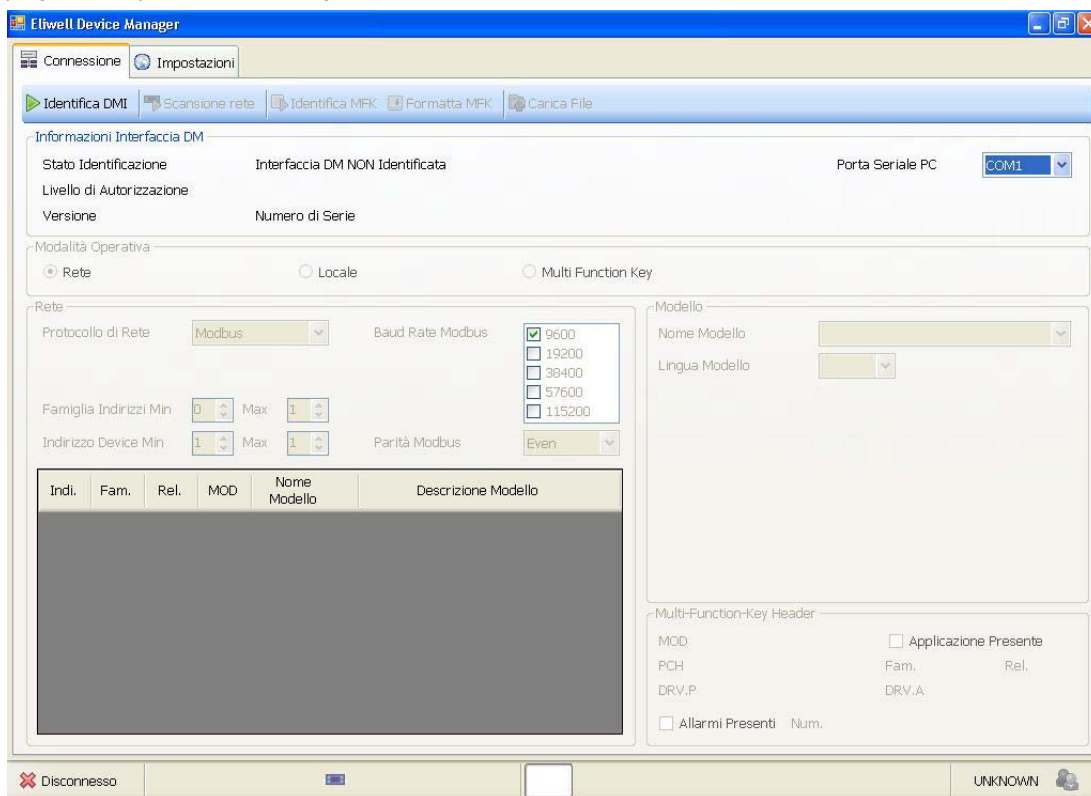 Eliwell Device Manager
Connessione Impostazioni
Identifica DMI Scansione rete Identifica MFK Formatta MFK Carica File
Informazioni Interfaccia DM
Stato Identificazione Interfaccia DM NON Identificata Porta Seriale PC COM1
Livello di Autorizzazione
Versione Numero di Serie
Modalità Operativa
Rete Locale Multi Function Key
Rete
Protocollo di Rete Modbus Baud Rate Modbus 9600
19200
38400
57600
115200
Famiglia Indirizzi Min 0 Max 1
Indirizzo Device Min 1 Max 1 Parità Modbus Even
Indi. Fam. Rel. MOD Nome Modello Descrizione Modello
Modello
Nome Modello
Lingua Modello
Multi-Function-Key Header
MOD Applicazione Presente
PCH Fam. Rel.
DRV.P DRV.A
Allarmi Presenti Num.
Disconnesso UNKNOWN